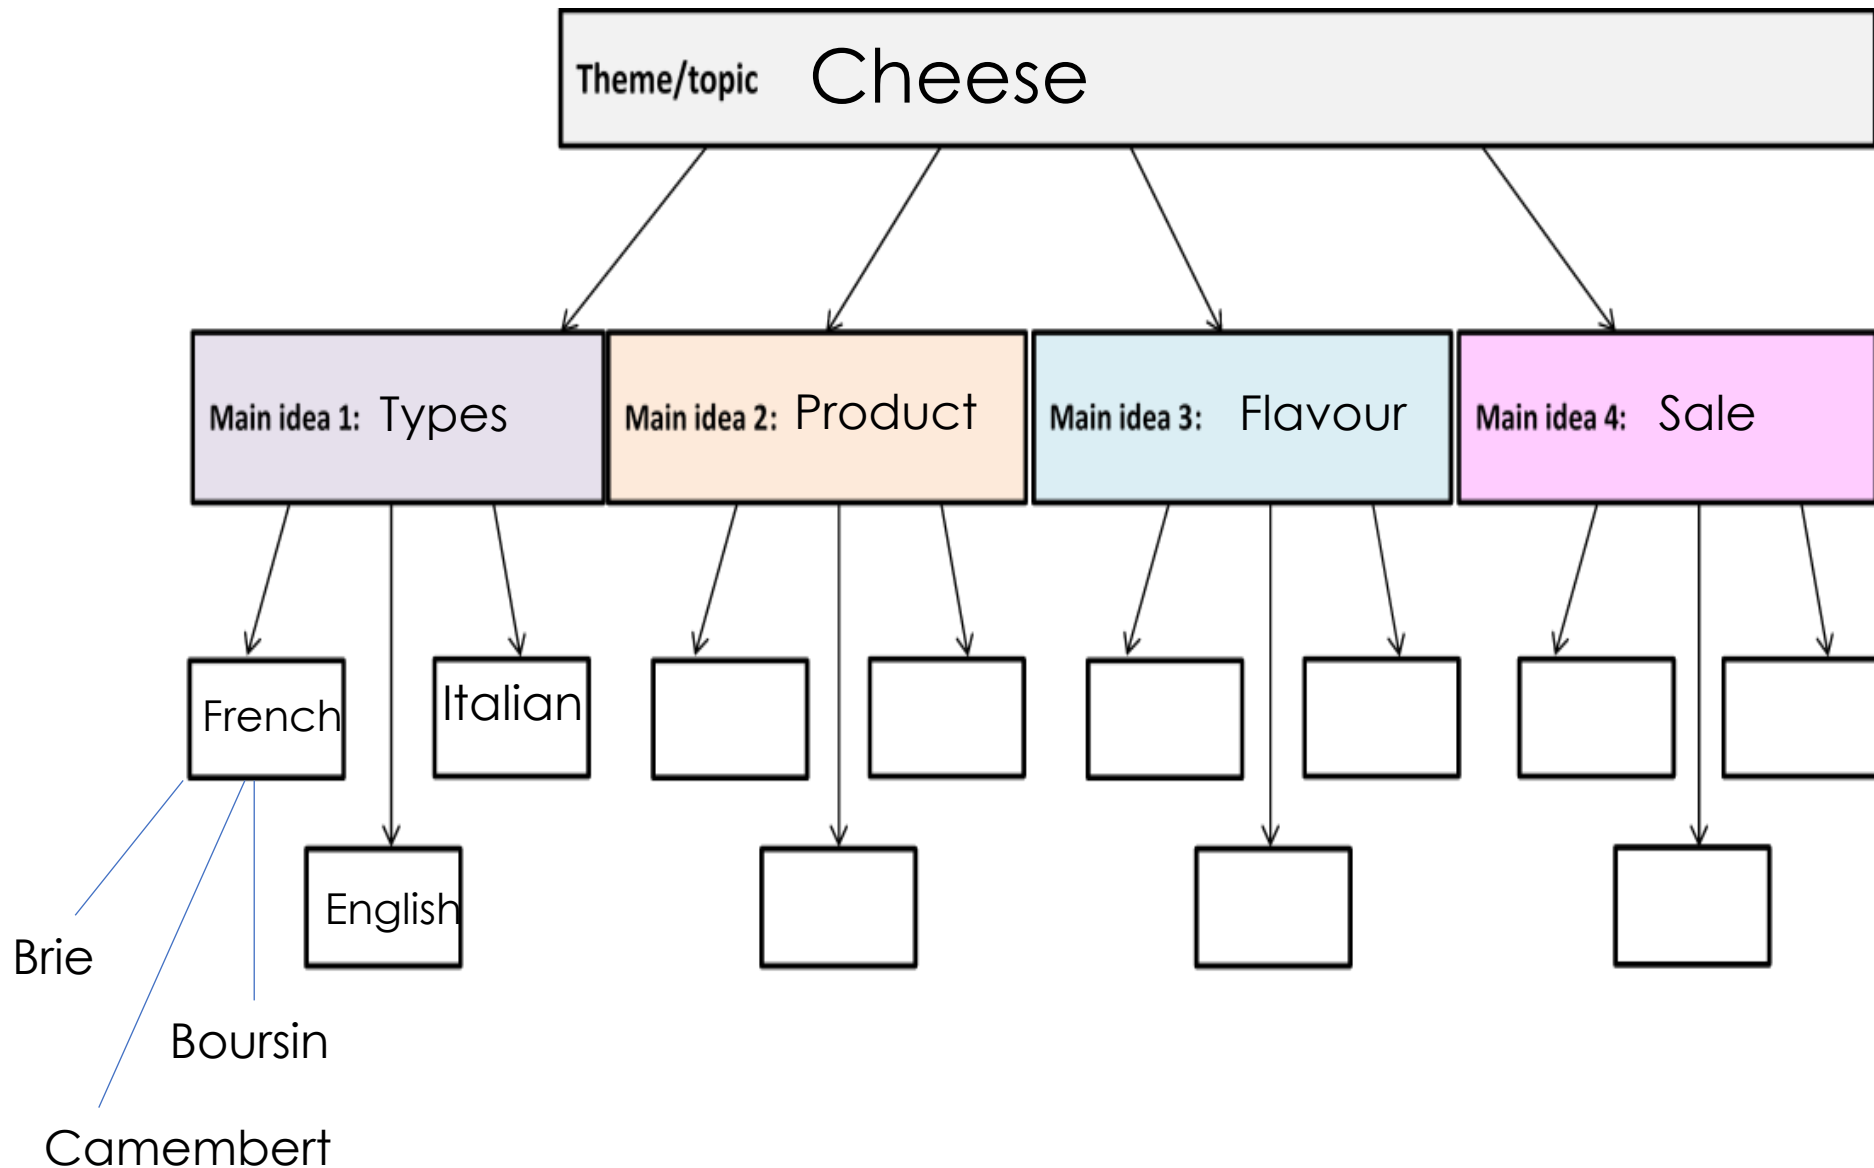 Theme/topic Cheese
Main idea 1: Types
Main idea 2: Product
Main idea 3: Flavour
Main idea 4: Sale
French
Italian
English
Brie
Boursin
Camembert